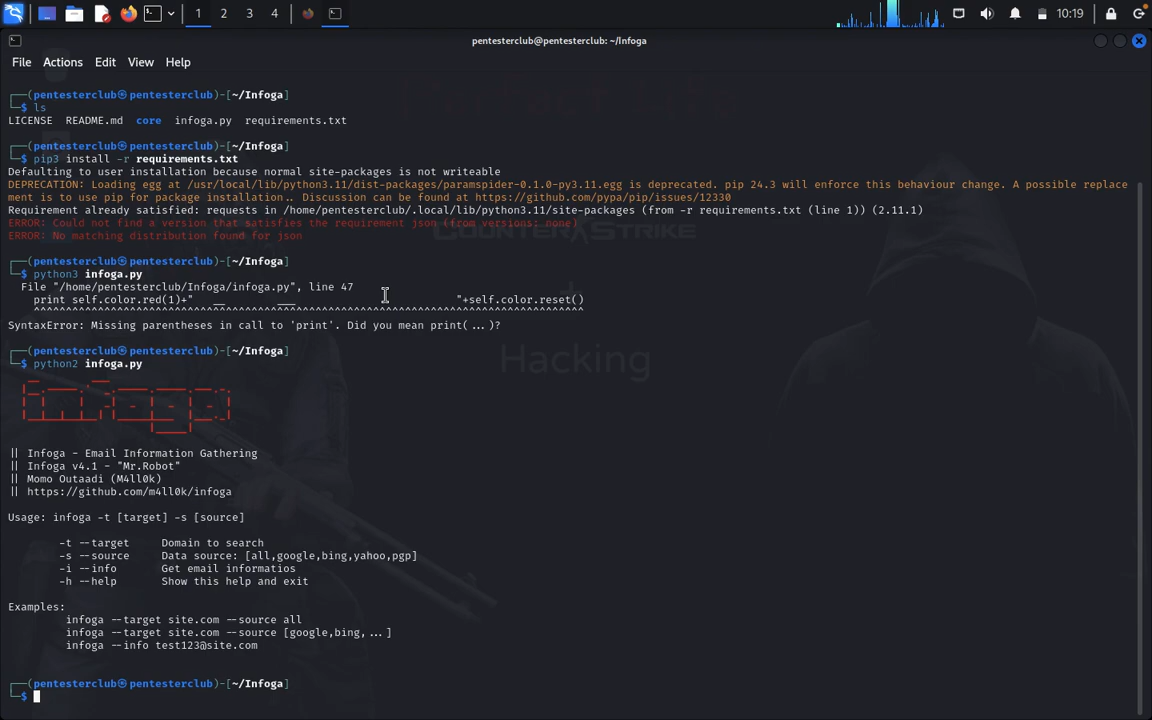 1 2 3 4 10:19
pentesterclub@pentesterclub: ~/Infoga
File Actions Edit View Help
┌──(pentesterclub㉿pentesterclub)-[~/Infoga]
└─$ ls
LICENSE README.md core infoga.py requirements.txt
┌──(pentesterclub㉿pentesterclub)-[~/Infoga]
└─$ pip3 install -r requirements.txt
Defaulting to user installation because normal site-packages is not writeable
DEPRECATION: Loading egg at /usr/local/lib/python3.11/dist-packages/paramspider-0.1.0-py3.11.egg is deprecated. pip 24.3 will enforce this behaviour change. A possible replace
ment is to use pip for package installation.. Discussion can be found at https://github.com/pypa/pip/issues/12330
Requirement already satisfied: requests in /home/pentesterclub/.local/lib/python3.11/site-packages (from -r requirements.txt (line 1)) (2.11.1)
ERROR: Could not find a version that satisfies the requirement json (from versions: none)
ERROR: No matching distribution found for json
COUNTER STRIKE
┌──(pentesterclub㉿pentesterclub)-[~/Infoga]
└─$ python3 infoga.py
File "/home/pentesterclub/Infoga/infoga.py", line 47
print self.color.red(1)+"   __        ___                         "+self.color.reset()
^^^^^^^^^^^^^^^^^^^^^^^^^^^^^^^^^^^^^^^^^^^^^^^^^^^^^^^^^^^^^^^^^^^^^^^^^^^^^^^^^^^^^^
SyntaxError: Missing parentheses in call to 'print'. Did you mean print(...)?
Hacking
┌──(pentesterclub㉿pentesterclub)-[~/Infoga]
└─$ python2 infoga.py
infoga
|| Infoga - Email Information Gathering
|| Infoga v4.1 - "Mr.Robot"
|| Momo Outaadi (M4ll0k)
|| https://github.com/m4ll0k/infoga
Usage: infoga -t [target] -s [source]
-t --target Domain to search
-s --source Data source: [all,google,bing,yahoo,pgp]
-i --info Get email informatios
-h --help Show this help and exit
Examples:
infoga --target site.com --source all
infoga --target site.com --source [google,bing,...]
infoga --info test123@site.com
┌──(pentesterclub㉿pentesterclub)-[~/Infoga]
└─$